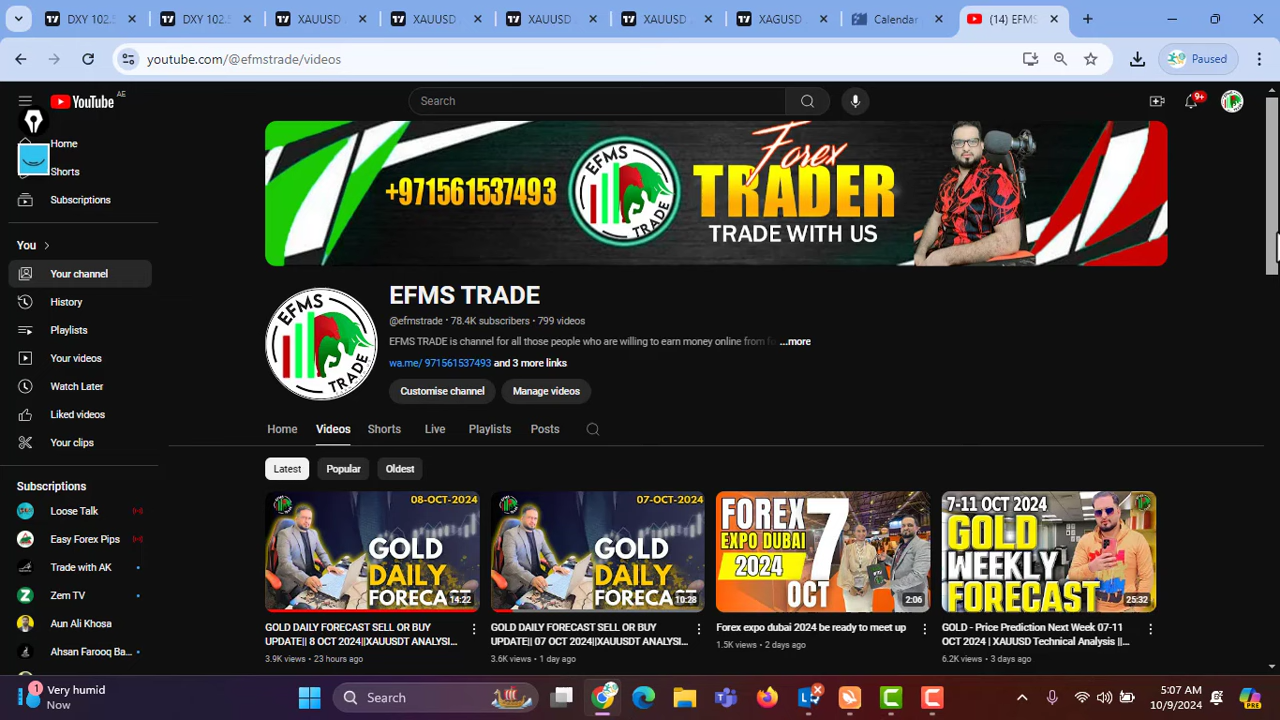 DXY 102.5
DXY 102.5
XAUUSD
XAUUSD
XAUUSD
XAUUSD
XAGUSD
Calendar
(14) EFMS
youtube.com/@efmstrade/videos
Paused
YouTube AE
Search
9+
Home
Shorts
Subscriptions
You
Your channel
History
Playlists
Your videos
Watch Later
Liked videos
Your clips
Subscriptions
Loose Talk
Easy Forex Pips
Trade with AK
Zem TV
Aun Ali Khosa
Ahsan Farooq Ba...
+971561537493
EFMS
TRADE
Forex
TRADER
TRADE WITH US
EFMS
TRADE
EFMS TRADE
@efmstrade • 78.4K subscribers • 799 videos
EFMS TRADE is channel for all those people who are willing to earn money online from ...more
wa.me/ 971561537493 and 3 more links
Customise channel
Manage videos
Home Videos Shorts Live Playlists Posts
Latest Popular Oldest
08-OCT-2024
GOLD
DAILY
FORECAST
14:22
GOLD DAILY FORECAST SELL OR BUY
UPDATE|| 8 OCT 2024||XAUUSDT ANALYSI...
3.9K views • 23 hours ago
07-OCT-2024
GOLD
DAILY
FORECAST
10:28
GOLD DAILY FORECAST SELL OR BUY
UPDATE|| 07 OCT 2024||XAUUSDT ANALYS...
3.6K views • 1 day ago
FOREX
EXPO DUBAI
2024
7
OCT
2:06
Forex expo dubai 2024 be ready to meet up
1.5K views • 2 days ago
7-11 OCT 2024
GOLD
WEEKLY
FORECAST
25:32
GOLD - Price Prediction Next Week 07-11
OCT 2024 | XAUUSD Technical Analysis ||...
6.2K views • 3 days ago
1
Very humid
Now
Search
PRE
5:07 AM
10/9/2024